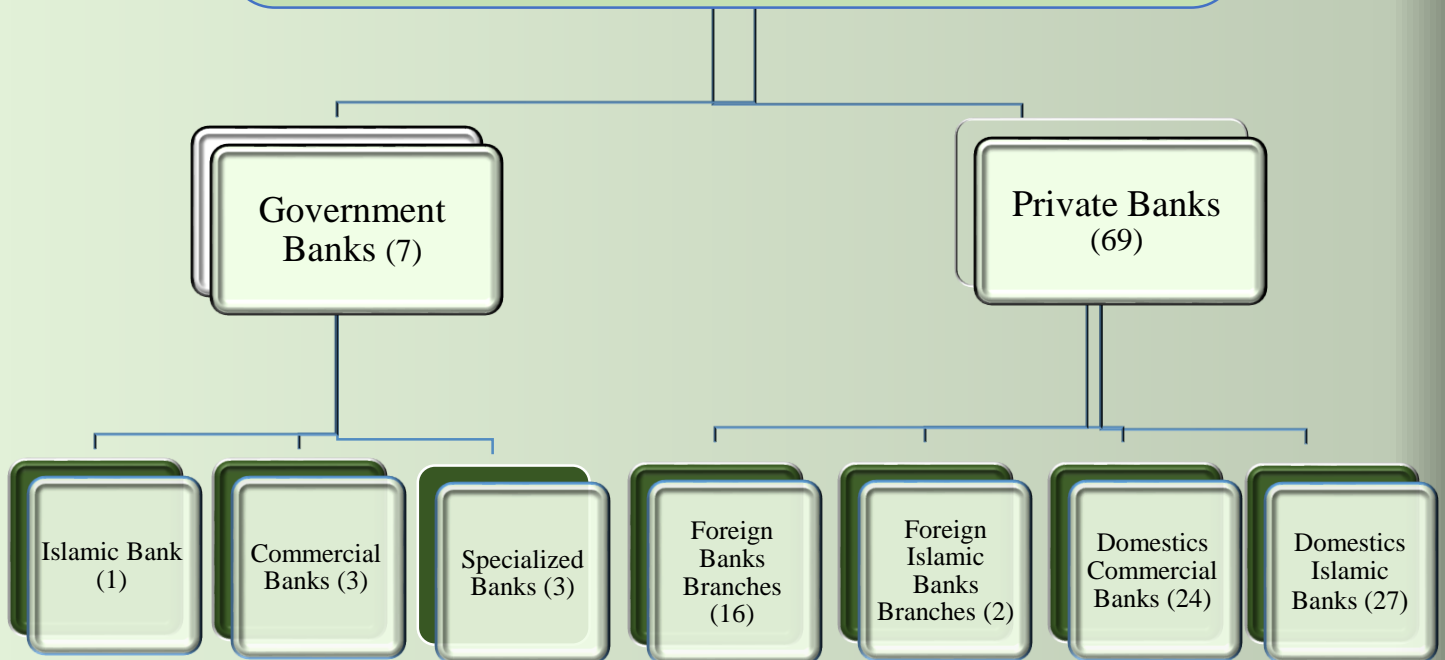 Government
Banks (7)
Private Banks
(69)
Islamic Bank
(1)
Commercial
Banks (3)
Specialized
Banks (3)
Foreign
Banks
Branches
(16)
Foreign
Islamic
Banks
Branches (2)
Domestics
Commercial
Banks (24)
Domestics
Islamic
Banks (27)